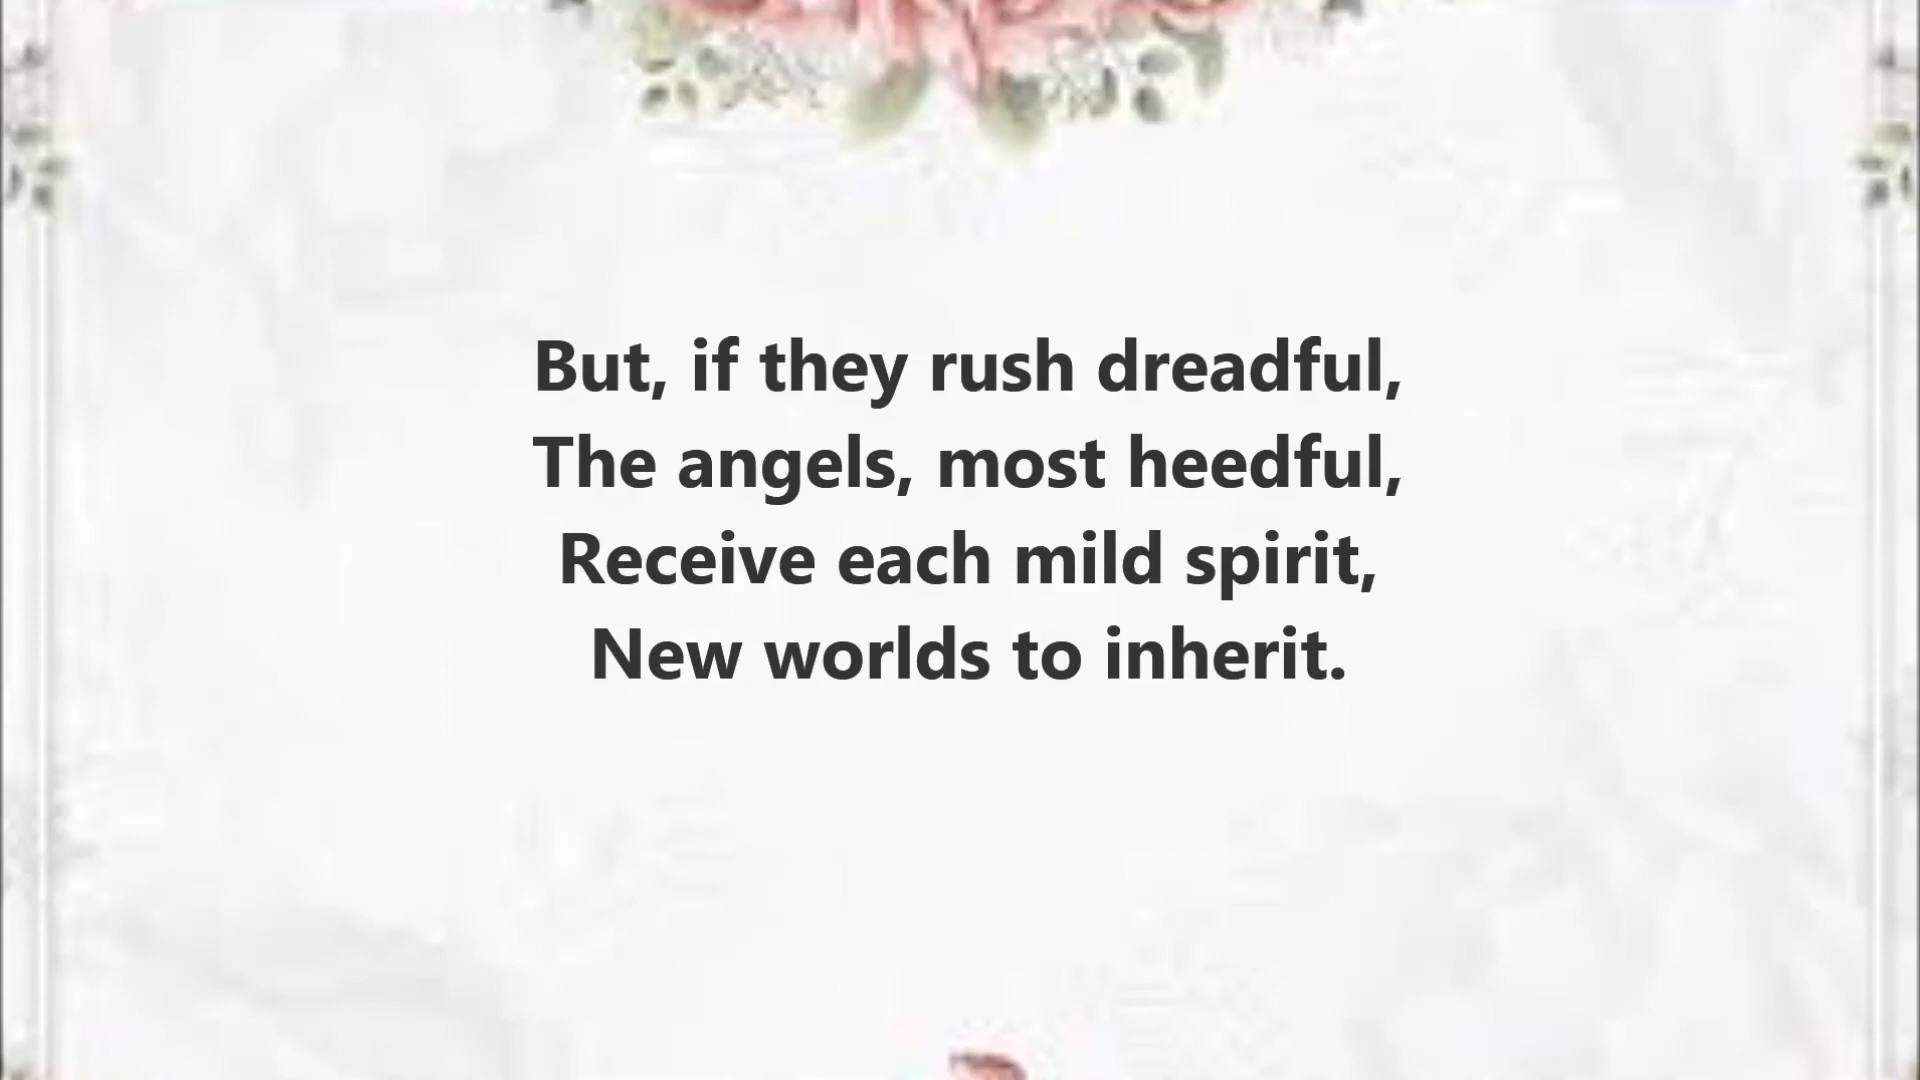 But, if they rush dreadful,
The angels, most heedful,
Receive each mild spirit,
New worlds to inherit.